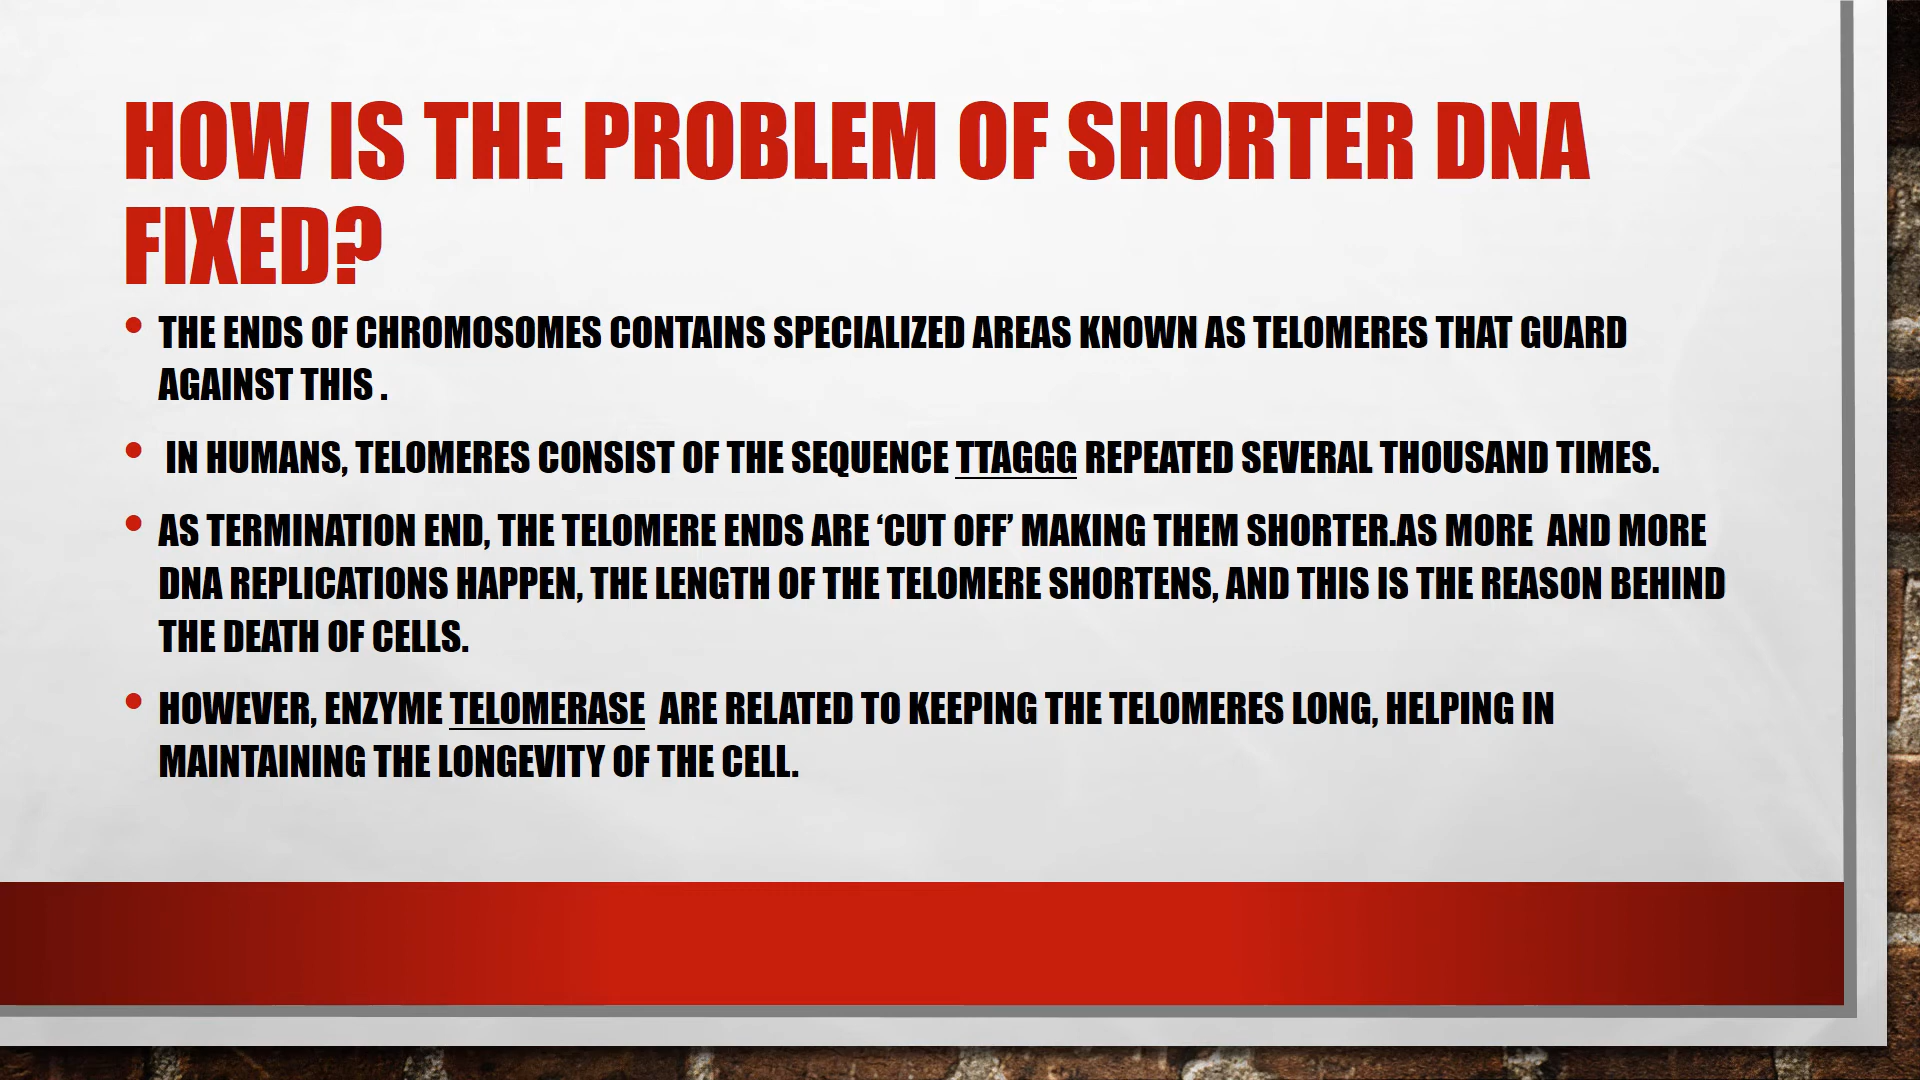 HOW IS THE PROBLEM OF SHORTER DNA
FIXED?
• THE ENDS OF CHROMOSOMES CONTAINS SPECIALIZED AREAS KNOWN AS TELOMERES THAT GUARD
AGAINST THIS .
• IN HUMANS, TELOMERES CONSIST OF THE SEQUENCE TTAGGG REPEATED SEVERAL THOUSAND TIMES.
• AS TERMINATION END, THE TELOMERE ENDS ARE ‘CUT OFF’ MAKING THEM SHORTER.AS MORE AND MORE
DNA REPLICATIONS HAPPEN, THE LENGTH OF THE TELOMERE SHORTENS, AND THIS IS THE REASON BEHIND
THE DEATH OF CELLS.
• HOWEVER, ENZYME TELOMERASE ARE RELATED TO KEEPING THE TELOMERES LONG, HELPING IN
MAINTAINING THE LONGEVITY OF THE CELL.